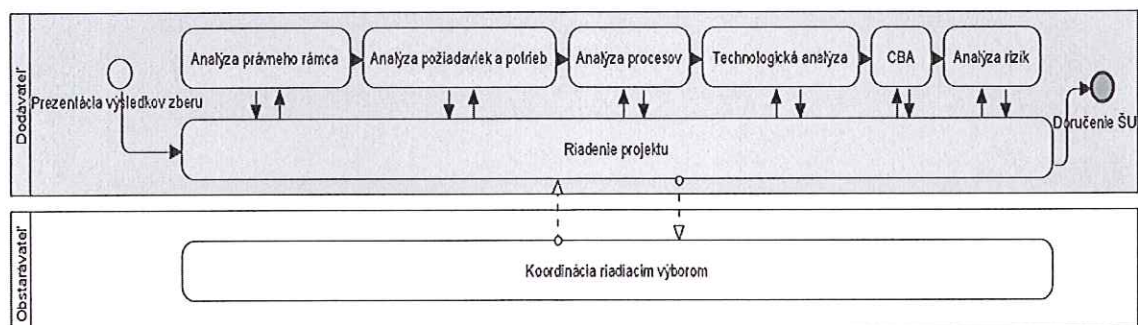 Dodávateľ
Analýza právneho rámca
Analýza požiadaviek a potrieb
Analýza procesov
Technologická analýza
CBA
Analýza rizík
Prezentácia výsledkov zberu
Doručenie ŠU
Riadenie projektu
Obstarávateľ
Koordinácia riadiacim výborom